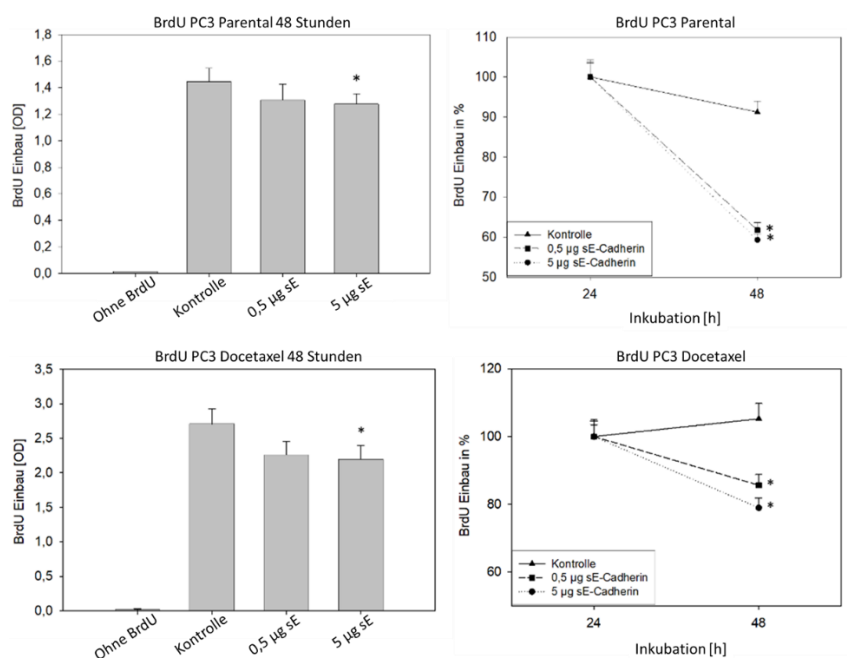 BrdU PC3 Parental 48 Stunden
BrdU Einbau [OD]
1,8
1,6
1,4
1,2
1,0
0,8
0,6
0,4
0,2
0,0
*
Ohne BrdU
Kontrolle
0,5 µg sE
5 µg sE
BrdU PC3 Parental
BrdU Einbau in %
110
100
90
80
70
60
50
*
*
Kontrolle
0,5 µg sE-Cadherin
5 µg sE-Cadherin
24
48
Inkubation [h]
BrdU PC3 Docetaxel 48 Stunden
BrdU Einbau [OD]
3,5
3,0
2,5
2,0
1,5
1,0
0,5
0,0
*
Ohne BrdU
Kontrolle
0,5 µg sE
5 µg sE
BrdU PC3 Docetaxel
BrdU Einbau in %
120
100
80
60
*
*
Kontrolle
0,5 µg sE-Cadherin
5 µg sE-Cadherin
24
48
Inkubation [h]